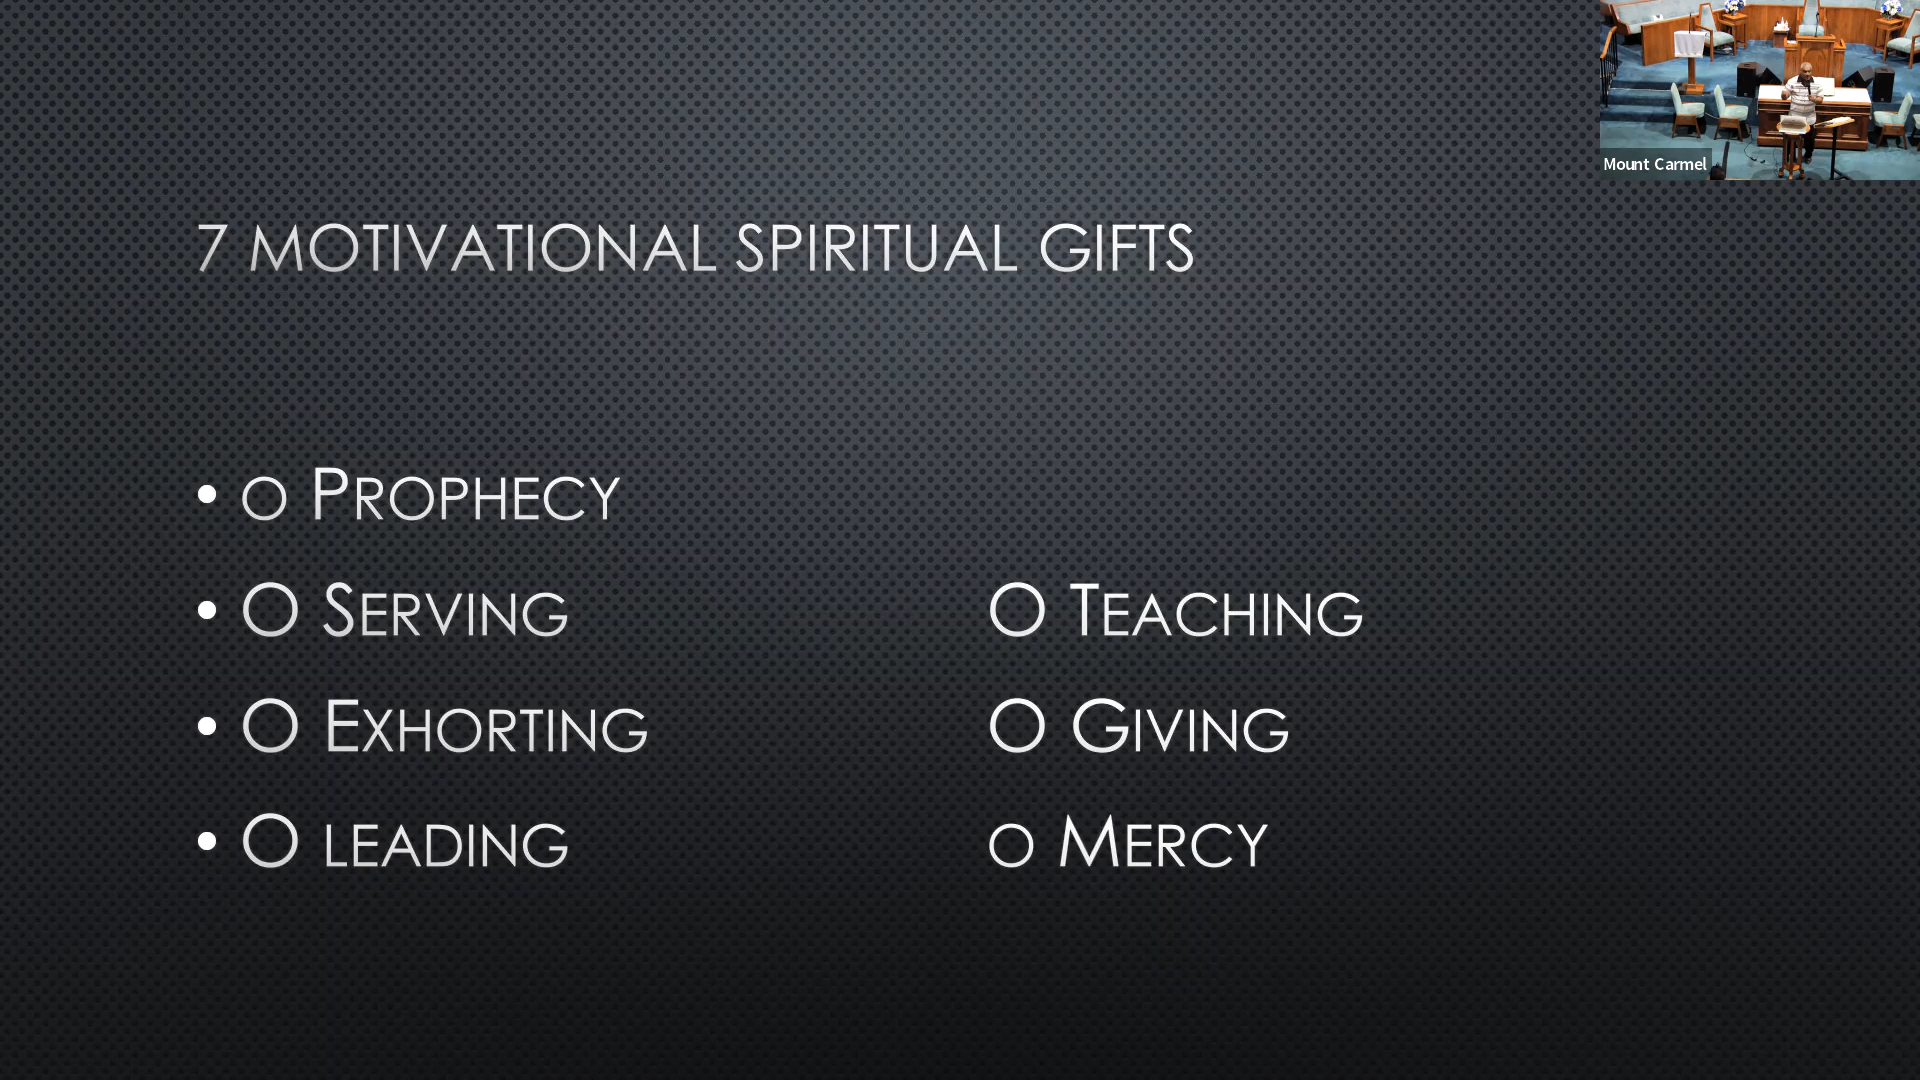 Mount Carmel
7 MOTIVATIONAL SPIRITUAL GIFTS
• O PROPHECY
• O SERVING O TEACHING
• O EXHORTING O GIVING
• O LEADING O MERCY